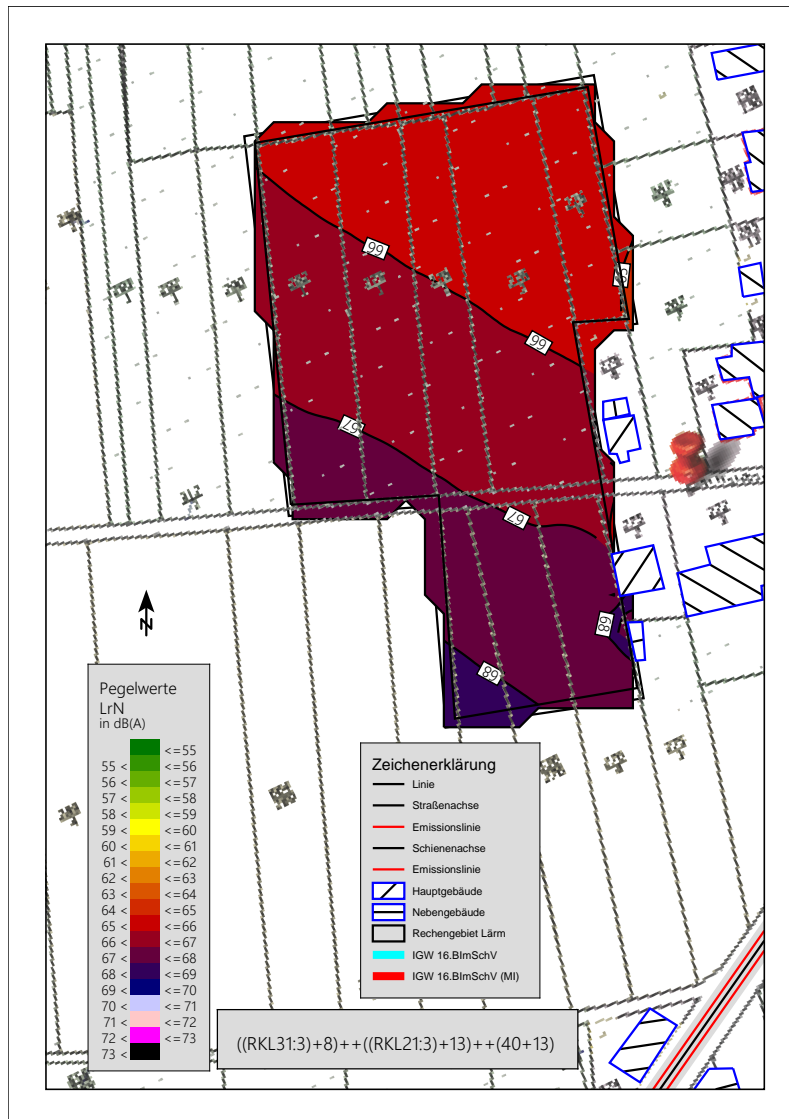 66
66
67
67
68
68
N
Pegelwerte
LrN
in dB(A)
<=55
55 < <=56
56 < <=57
57 < <=58
58 < <=59
59 < <=60
60 < <=61
61 < <=62
62 < <=63
63 < <=64
64 < <=65
65 < <=66
66 < <=67
67 < <=68
68 < <=69
69 < <=70
70 < <=71
71 < <=72
72 < <=73
73 <
Zeichenerklärung
Linie
Straßenachse
Emissionslinie
Schienenachse
Emissionslinie
Hauptgebäude
Nebengebäude
Rechengebiet Lärm
IGW 16.BImSchV
IGW 16.BImSchV (MI)
((RKL31:3)+8)++((RKL21:3)+13)++(40+13)